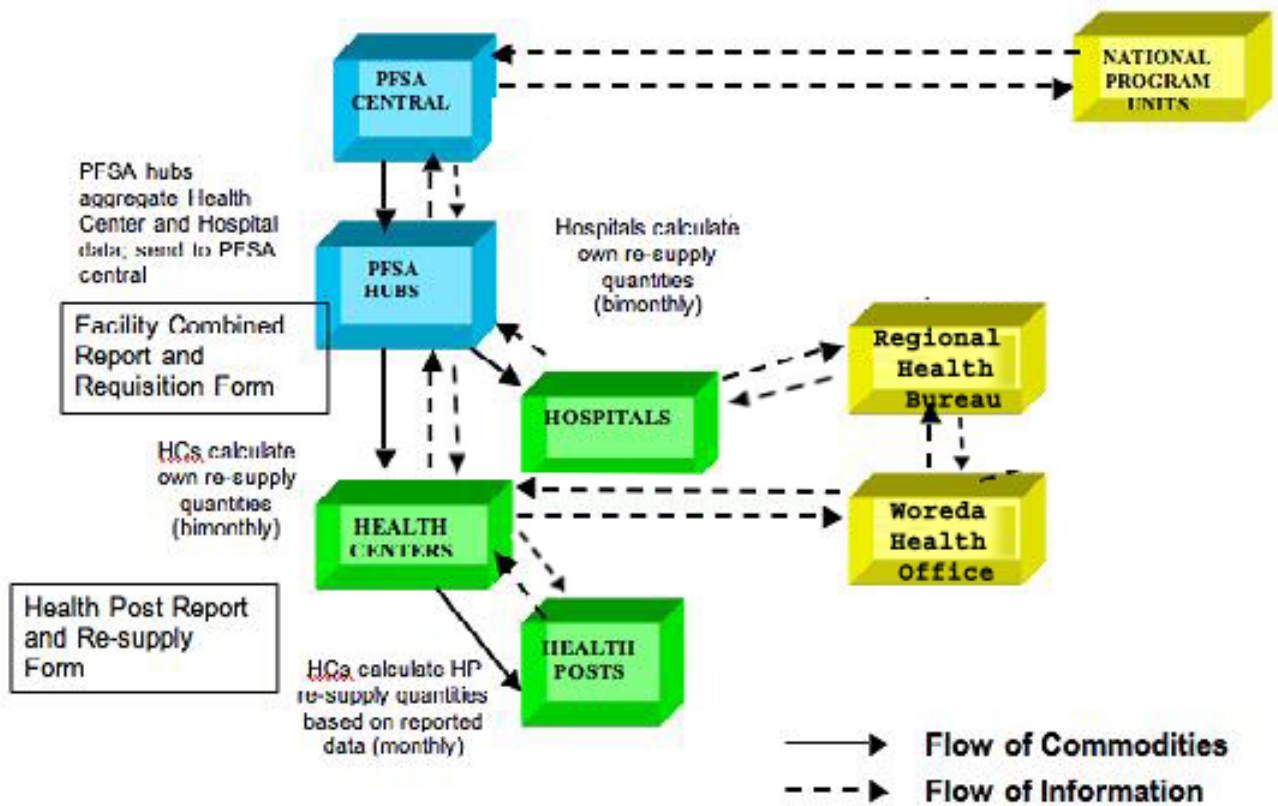 PFSA
CENTRAL
NATIONAL
PROGRAM
UNITS
PFSA hubs
aggregate Health
Center and Hospital
data; send to PFSA
central
PFSA
HUBS
Hospitals calculate
own re-supply
quantities
(bimonthly)
Facility Combined
Report and
Requisition Form
Regional
Health
Bureau
HOSPITALS
HCs calculate
own re-supply
quantities
(bimonthly)
HEALTH
CENTERS
Woreda
Health
Office
Health Post Report
and Re-supply
Form
HEALTH
POSTS
HCs calculate HP
re-supply quantities
based on reported
data (monthly)
Flow of Commodities
Flow of Information